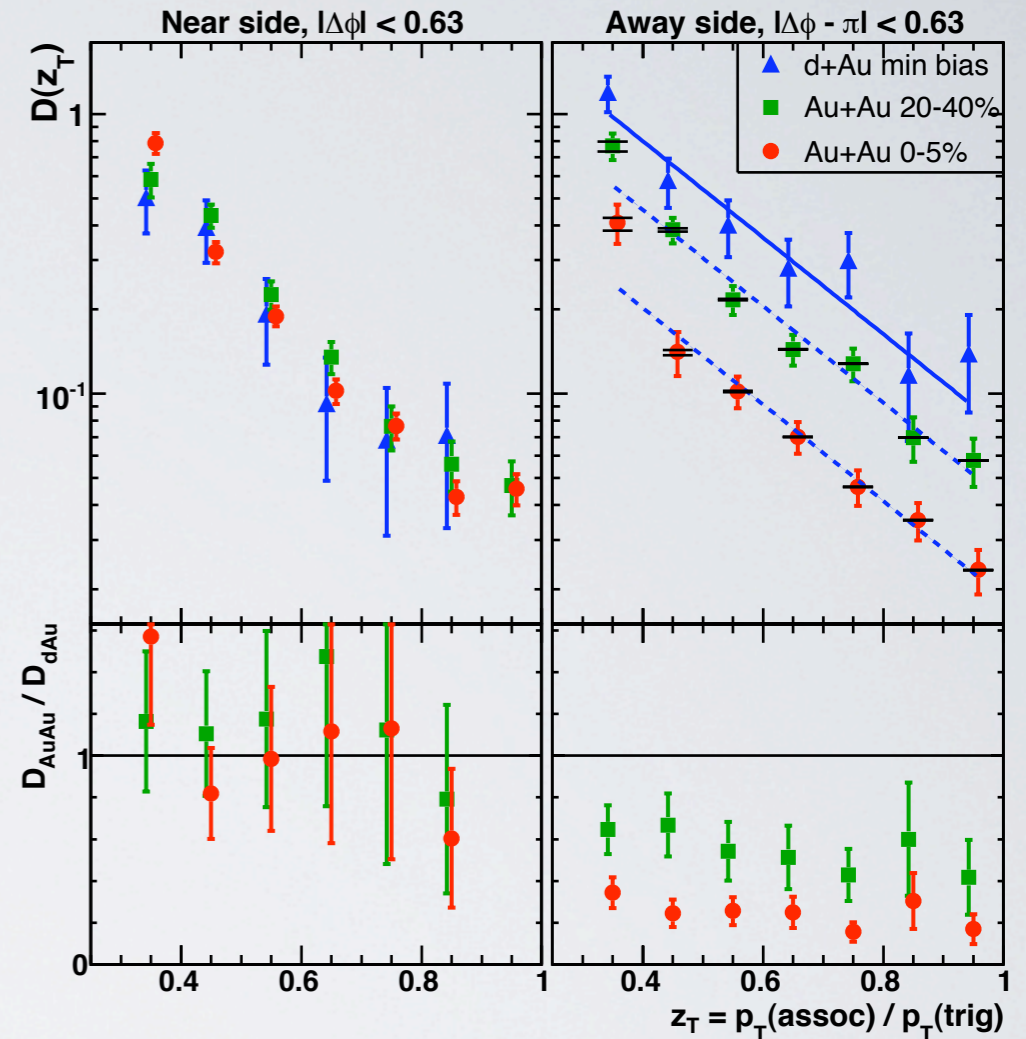 Near side, |Δϕ| < 0.63
Away side, |Δϕ - π| < 0.63
D(z_T)
1
10⁻¹
d+Au min bias
Au+Au 20-40%
Au+Au 0-5%
D_AuAu / D_dAu
1
0
0.4 0.6 0.8 1
0.4 0.6 0.8 1
z_T = p_T(assoc) / p_T(trig)